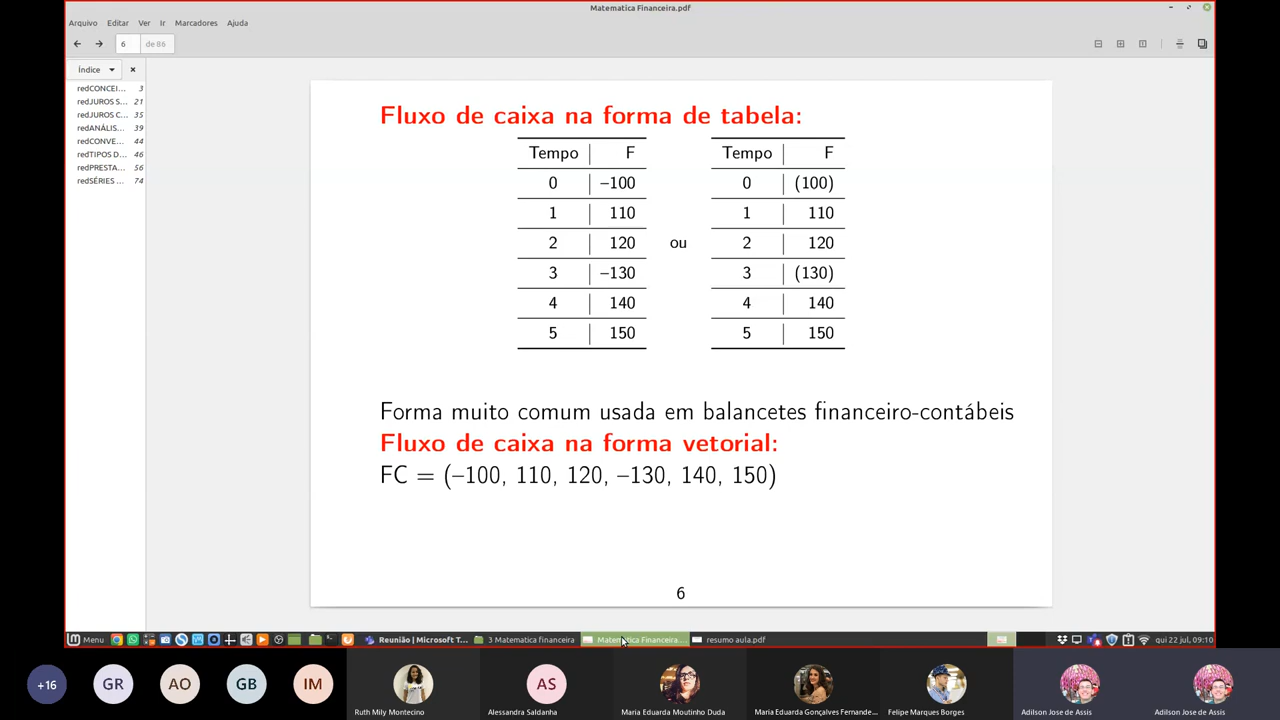 Matematica Financeira.pdf
Arquivo Editar Ver Ir Marcadores Ajuda
6 de 86
Índice
redCONCEI... 3
redJUROS S... 21
redJUROS C... 35
redANÁLIS... 39
redCONVE... 44
redTIPOS D... 46
redPRESTA... 56
redSÉRIES ... 74
Fluxo de caixa na forma de tabela:
Tempo F Tempo F
0 –100 0 (100)
1 110 1 110
2 120 ou 2 120
3 –130 3 (130)
4 140 4 140
5 150 5 150
Forma muito comum usada em balancetes financeiro-contábeis
Fluxo de caixa na forma vetorial:
FC = (–100, 110, 120, –130, 140, 150)
6
Menu Reunião | Microsoft T... 3 Matematica financeira Matematica Financeira.... resumo aula.pdf qui 22 jul, 09:10
+16 GR AO GB IM AS
Ruth Mily Montecino Alessandra Saldanha Maria Eduarda Moutinho Duda Maria Eduarda Gonçalves Fernande... Felipe Marques Borges Adilson Jose de Assis Adilson Jose de Assis